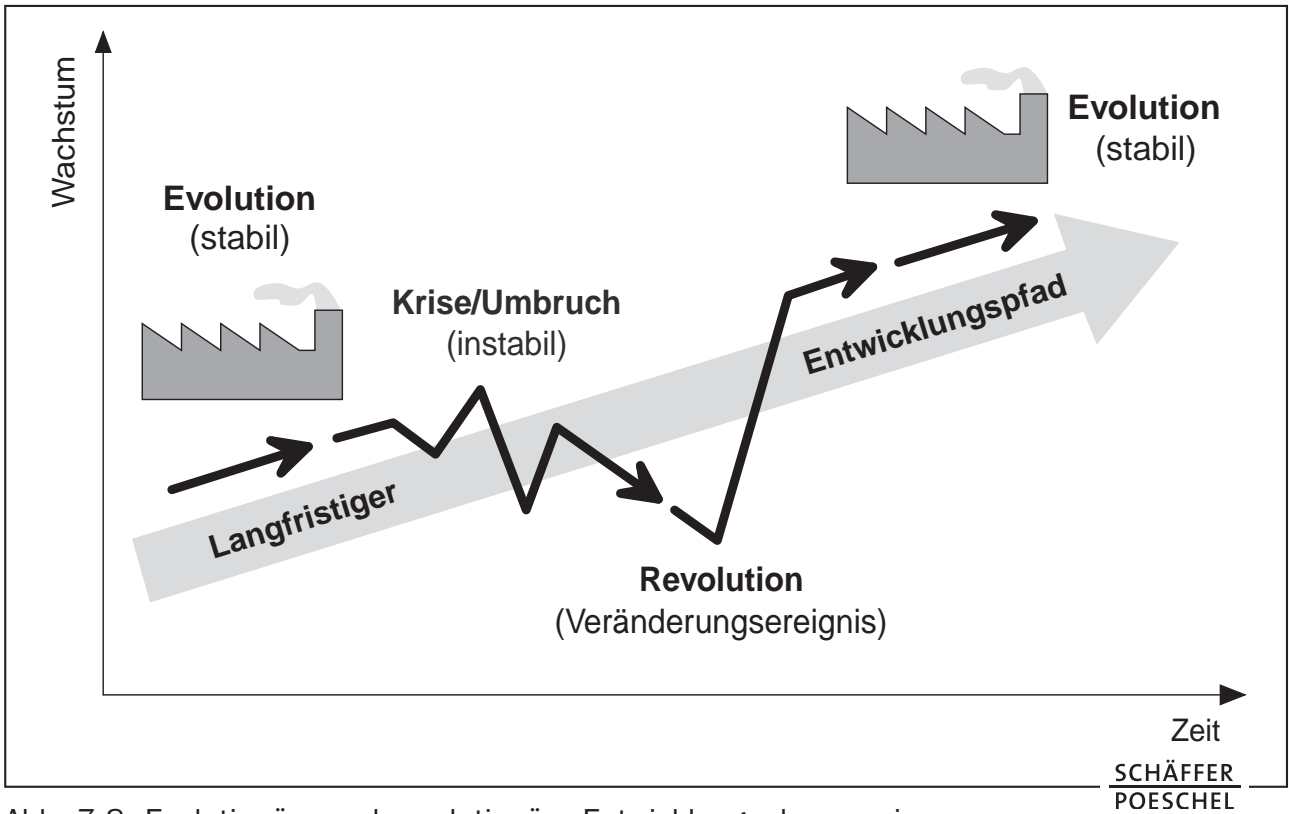 Wachstum
Evolution
(stabil)
Evolution
(stabil)
Krise/Umbruch
(instabil)
Langfristiger
Entwicklungspfad
Revolution
(Veränderungsereignis)
Zeit
SCHÄFFER
POESCHEL